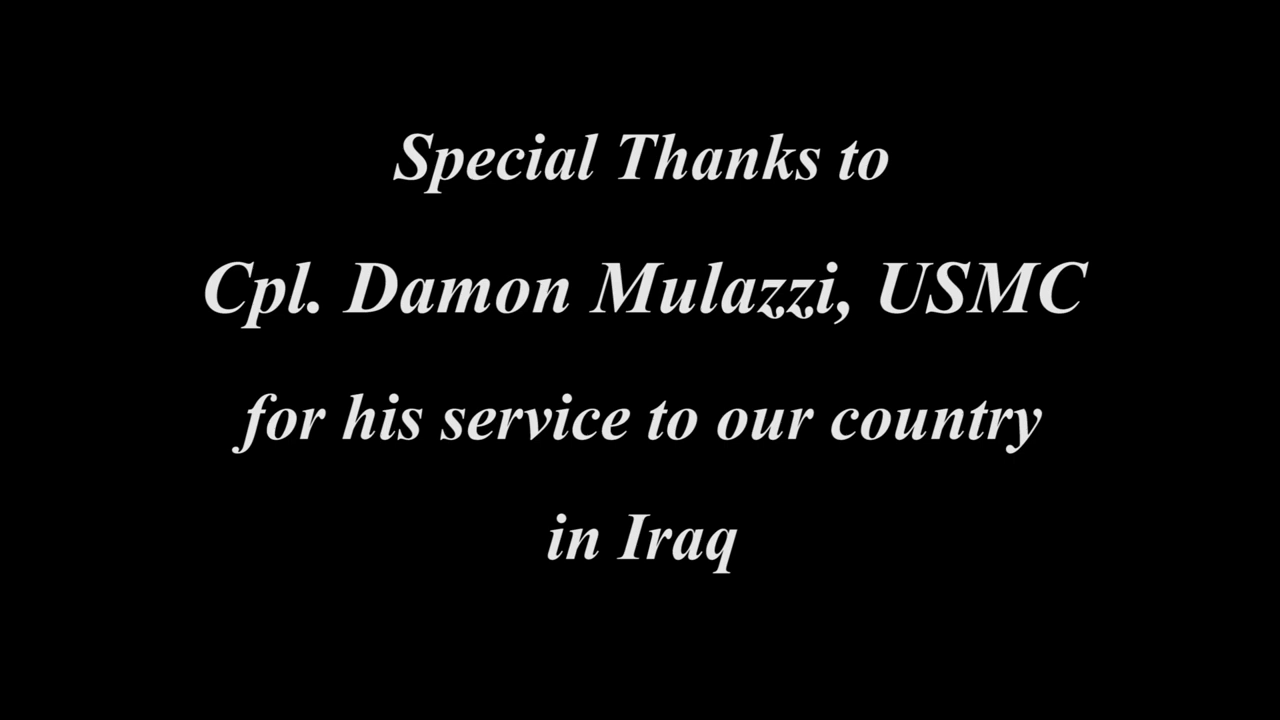 Special Thanks to
Cpl. Damon Mulazzi, USMC
for his service to our country
in Iraq